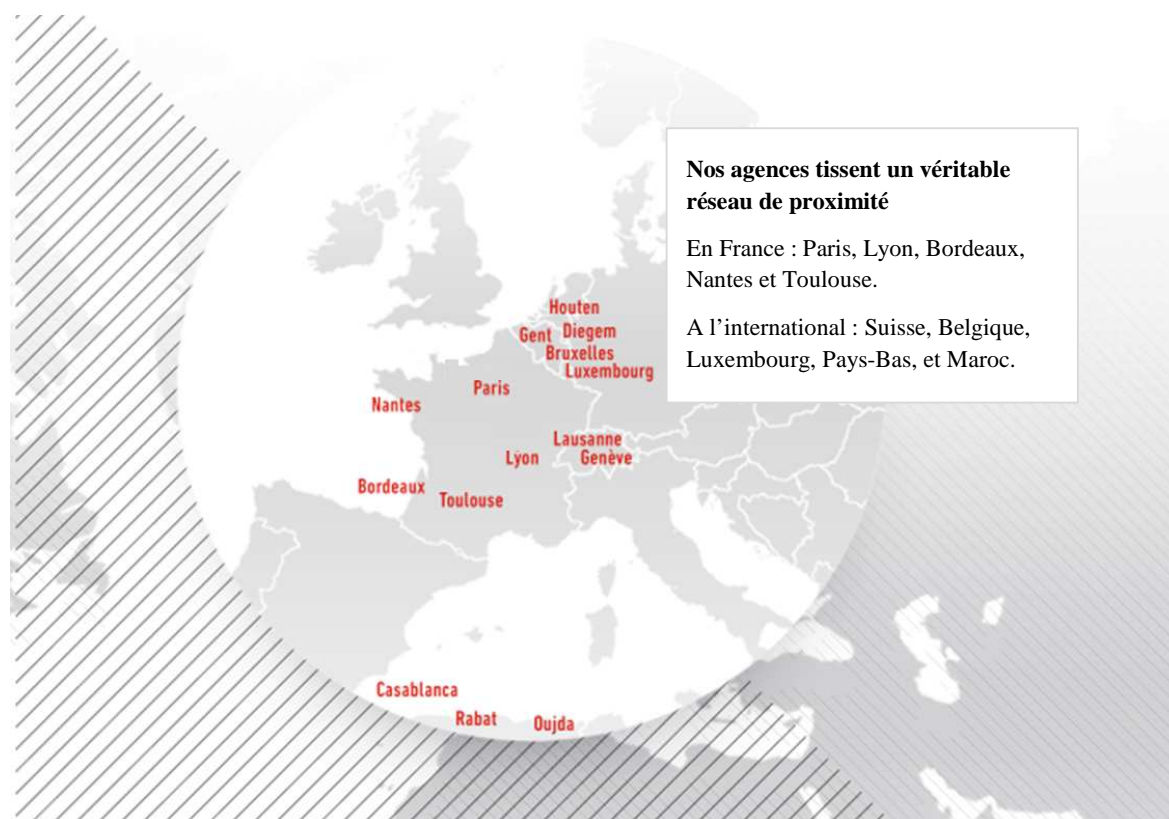 Nos agences tissent un véritable
réseau de proximité
En France : Paris, Lyon, Bordeaux,
Nantes et Toulouse.
A l’international : Suisse, Belgique,
Luxembourg, Pays-Bas, et Maroc.
Houten
Gent Diegem
Bruxelles
Luxembourg
Paris
Nantes
Lausanne
Lyon Genève
Bordeaux
Toulouse
Casablanca
Rabat
Oujda